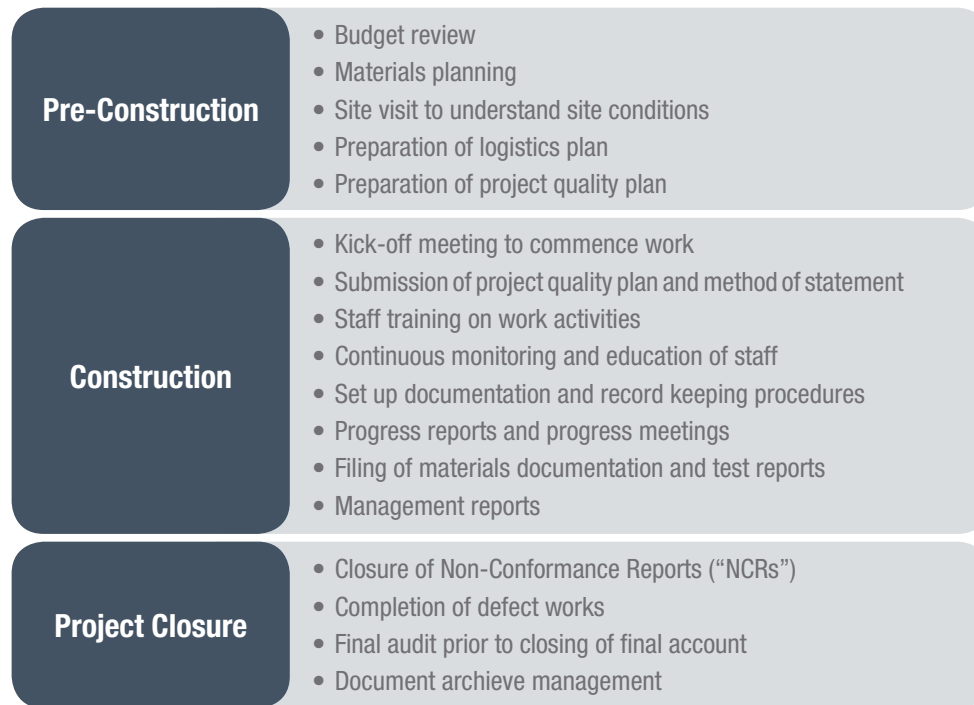 Pre-Construction
• Budget review
• Materials planning
• Site visit to understand site conditions
• Preparation of logistics plan
• Preparation of project quality plan
Construction
• Kick-off meeting to commence work
• Submission of project quality plan and method of statement
• Staff training on work activities
• Continuous monitoring and education of staff
• Set up documentation and record keeping procedures
• Progress reports and progress meetings
• Filing of materials documentation and test reports
• Management reports
Project Closure
• Closure of Non-Conformance Reports (“NCRs”)
• Completion of defect works
• Final audit prior to closing of final account
• Document archieve management